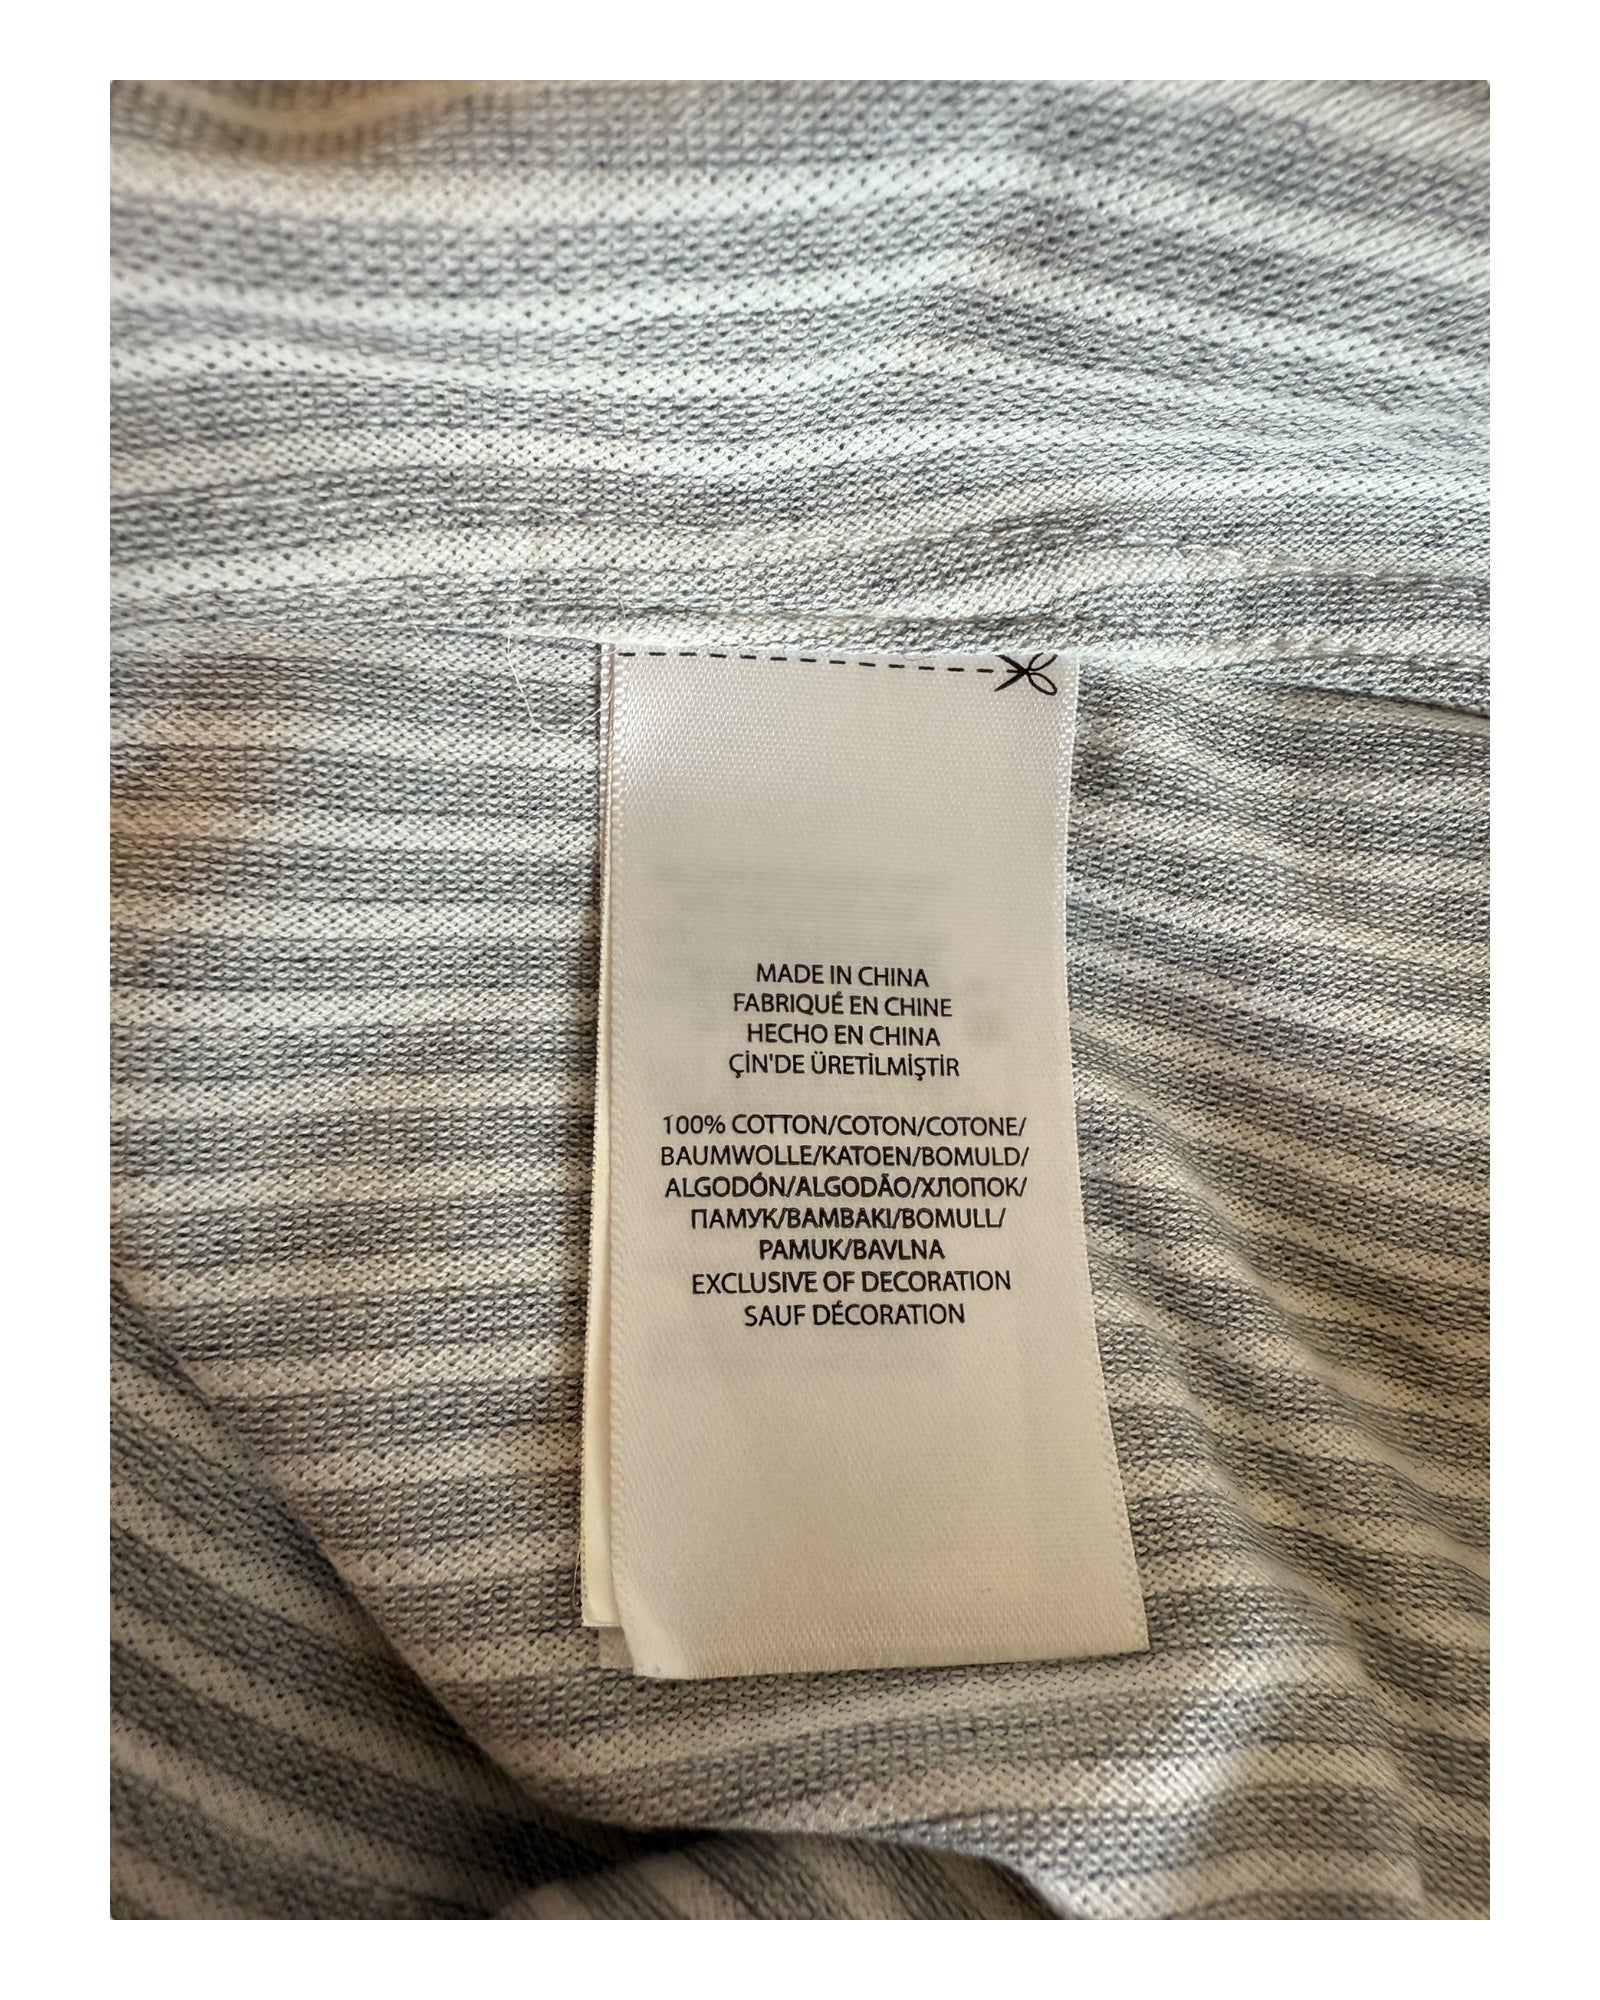 MADE IN CHINA
FABRIQUÉ EN CHINE
HECHO EN CHINA
ÇİN'DE ÜRETİLMİŞTİR
100% COTTON/COTON/COTONE/
BAUMWOLLE/KATOEN/BOMULD/
ALGODÓN/ALGODÃO/ХЛОПОК/
ПАМУК/BAMBAKI/BOMULL/
PAMUK/BAVLNA
EXCLUSIVE OF DECORATION
SAUF DÉCORATION